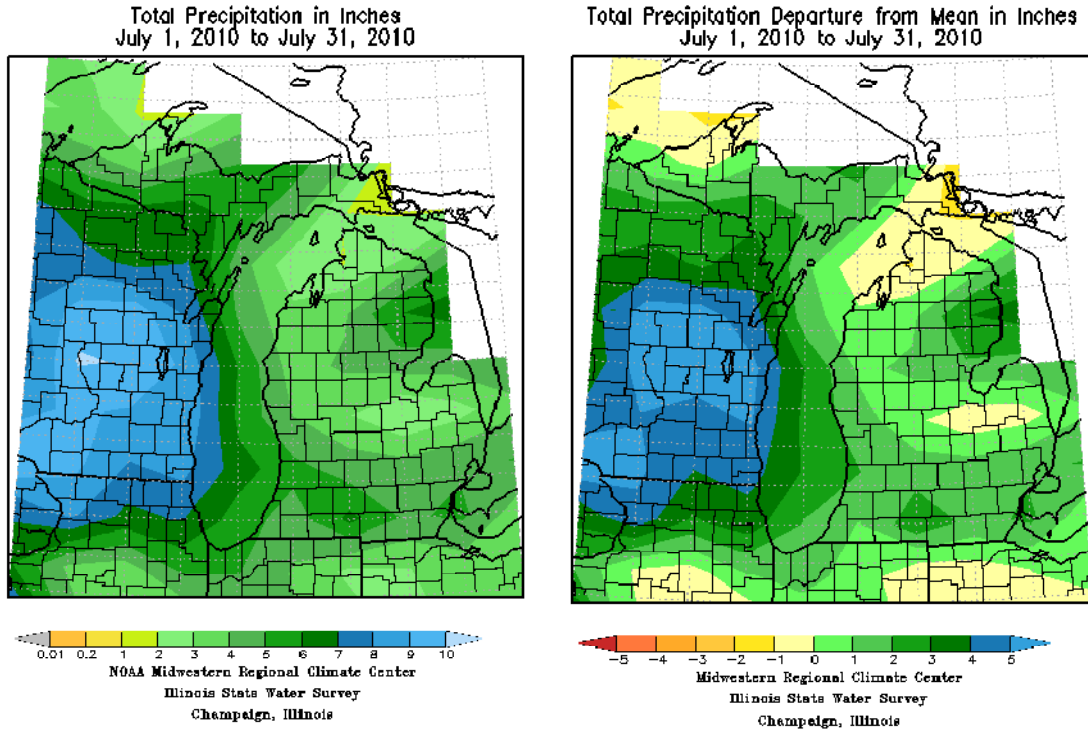 Total Precipitation in Inches
July 1, 2010 to July 31, 2010
0.01 0.2 1 2 3 4 5 6 7 8 9 10
NOAA Midwestern Regional Climate Center
Illinois State Water Survey
Champaign, Illinois
Total Precipitation Departure from Mean in Inches
July 1, 2010 to July 31, 2010
-5 -4 -3 -2 -1 0 1 2 3 4 5
Midwestern Regional Climate Center
Illinois State Water Survey
Champaign, Illinois